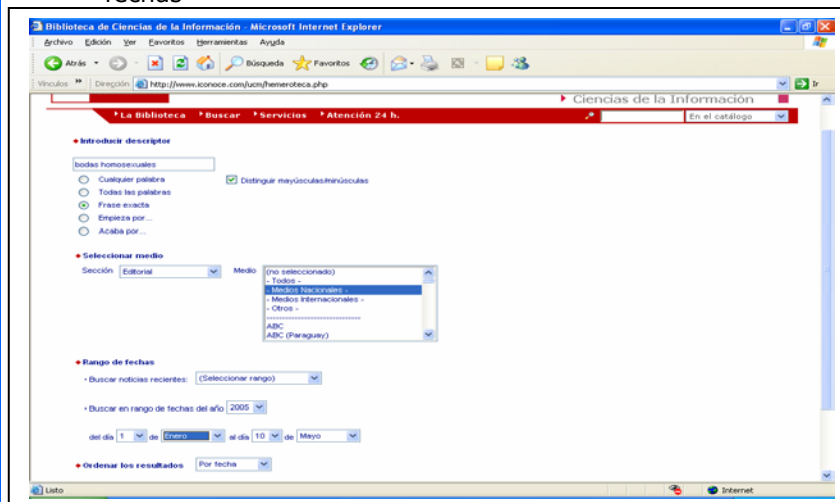 fechas
Biblioteca de Ciencias de la Información - Microsoft Internet Explorer
Archivo Edición Ver Favoritos Herramientas Ayuda
Atrás Búsqueda Favoritos
Vínculos Dirección http://www.iconoce.com/ucm/hemeroteca.php Ir
Ciencias de la Información
La Biblioteca Buscar Servicios Atención 24 h. En el catálogo
Introducir descriptor
bodas homosexuales
Cualquier palabra Distinguir mayúsculas/minúsculas
Todas las palabras
Frase exacta
Empieza por...
Acaba por...
Seleccionar medio
Sección Editorial Medio (no seleccionado)
- Todos -
- Medios Nacionales -
- Medios Internacionales -
- Otros -
------------------------------
ABC
ABC (Paraguay)
Rango de fechas
· Buscar noticias recientes: (Seleccionar rango)
· Buscar en rango de fechas del año 2005
del día 1 de Enero al día 10 de Mayo
Ordenar los resultados Por fecha
Listo Internet